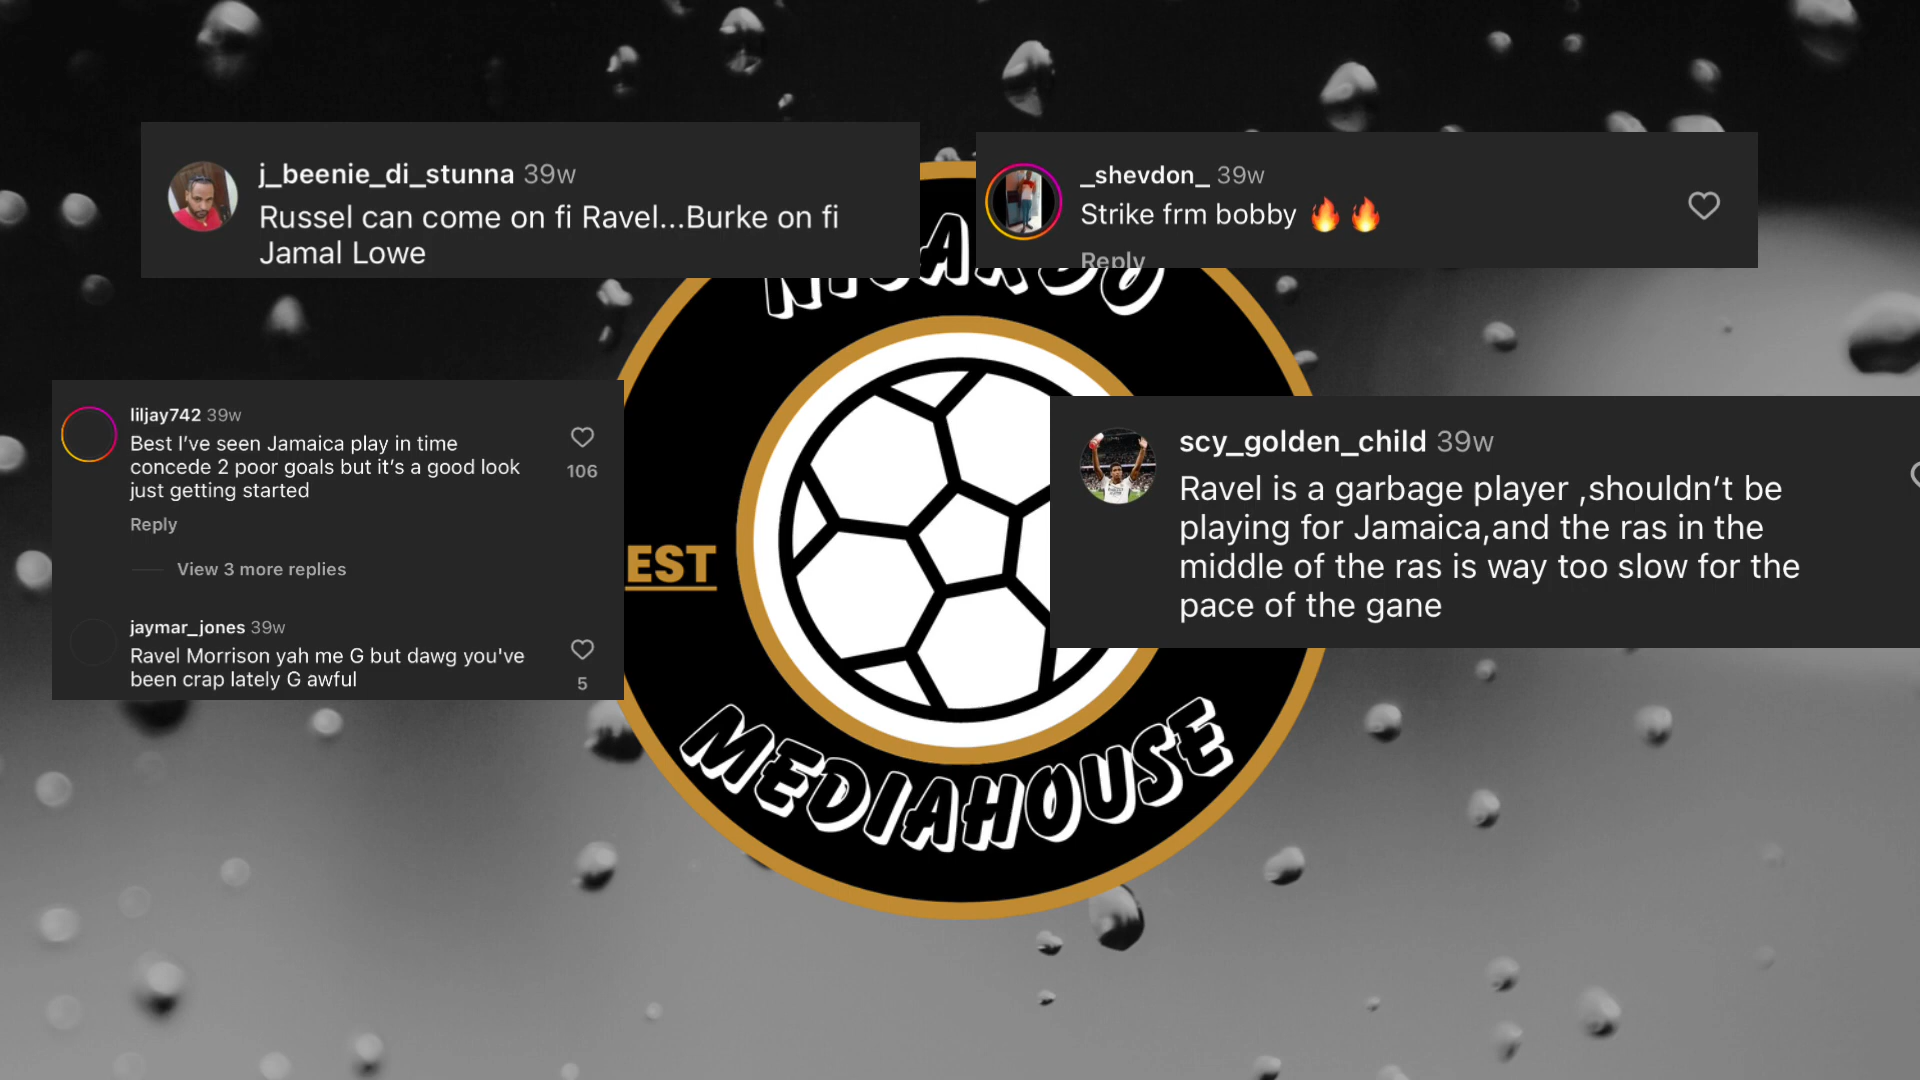 j_beenie_di_stunna 39w
Russel can come on fi Ravel...Burke on fi
Jamal Lowe
_shevdon_ 39w
Strike frm bobby 🔥🔥
Reply
liljay742 39w
Best I’ve seen Jamaica play in time
concede 2 poor goals but it’s a good look
just getting started
106
Reply
View 3 more replies
jaymar_jones 39w
Ravel Morrison yah me G but dawg you've
been crap lately G awful
5
scy_golden_child 39w
Ravel is a garbage player ,shouldn’t be
playing for Jamaica,and the ras in the
middle of the ras is way too slow for the
pace of the gane
EST
MEDIAHOUSE